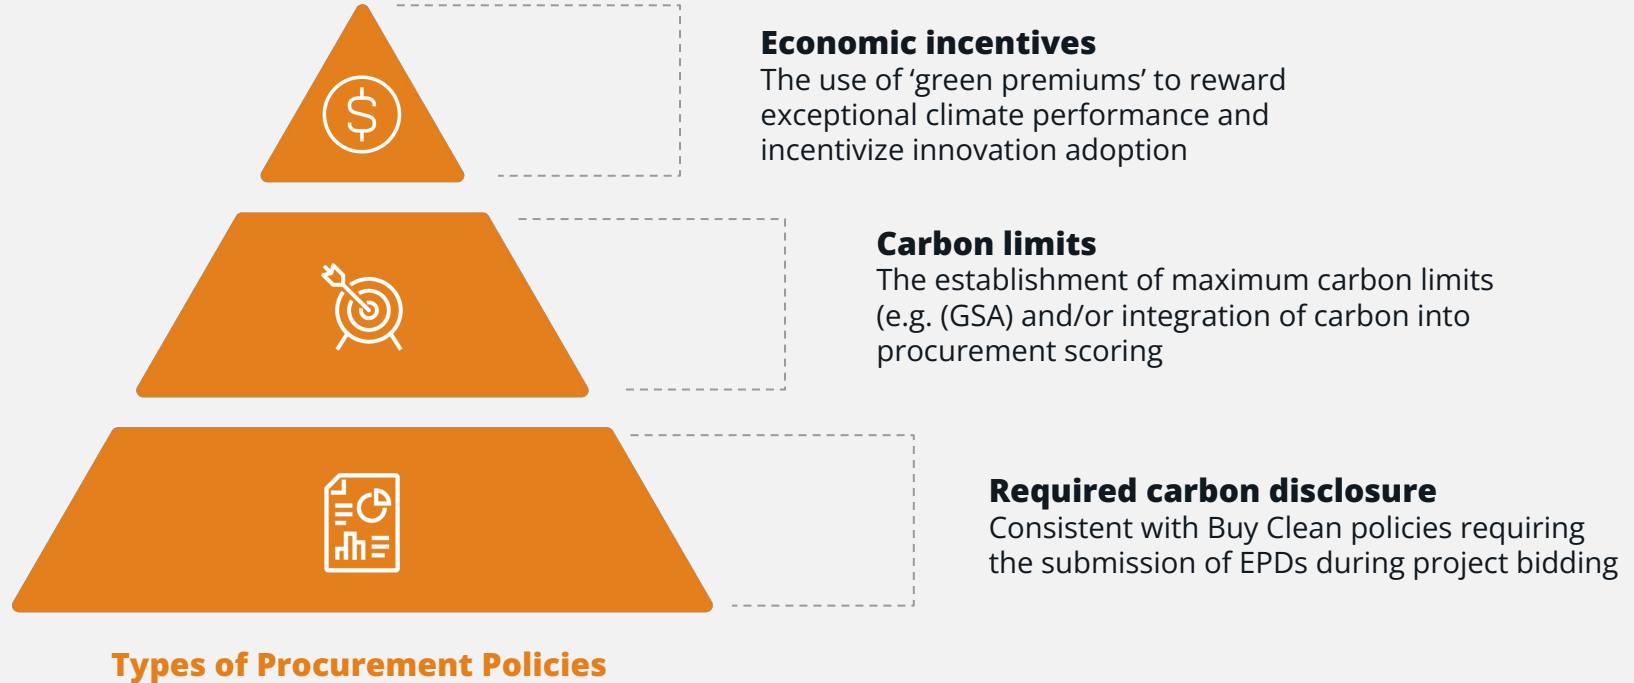 Economic incentives
The use of ‘green premiums’ to reward
exceptional climate performance and
incentivize innovation adoption
Carbon limits
The establishment of maximum carbon limits
(e.g. (GSA) and/or integration of carbon into
procurement scoring
Required carbon disclosure
Consistent with Buy Clean policies requiring
the submission of EPDs during project bidding
Types of Procurement Policies